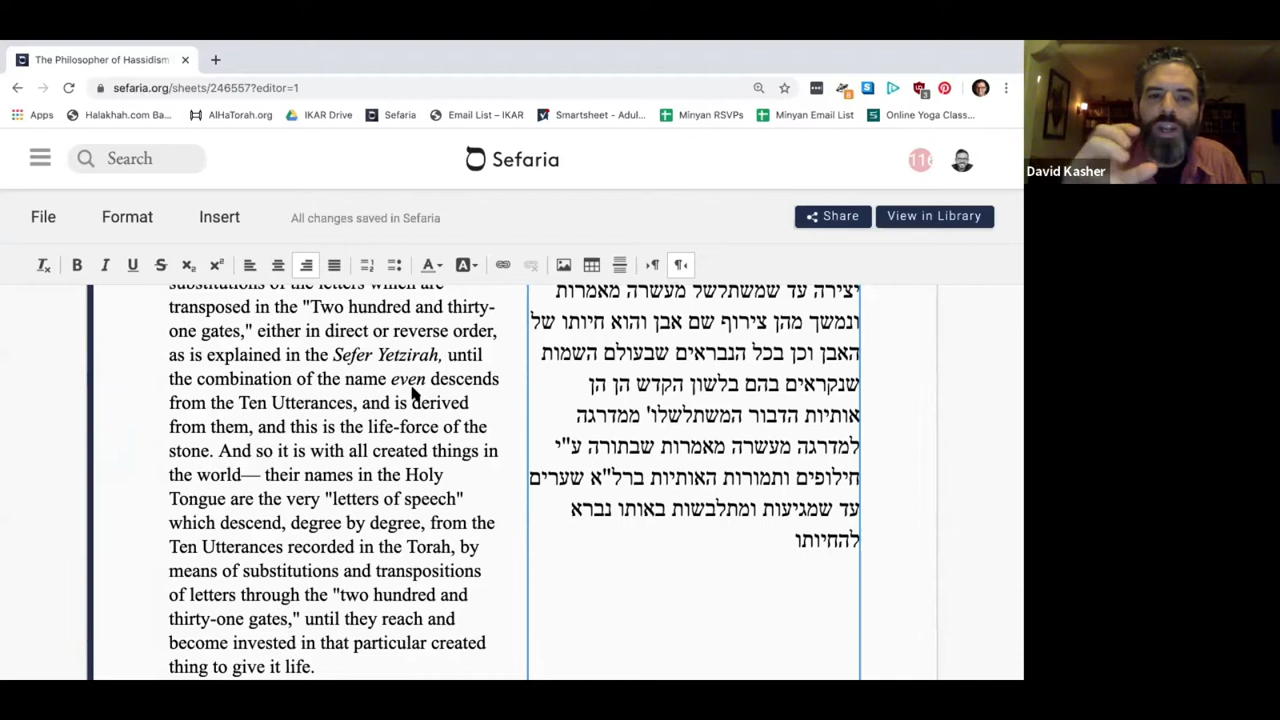 The Philosopher of Hassidism
sefaria.org/sheets/246557?editor=1
Apps Halakhah.com Ba... AlHaTorah.org IKAR Drive Sefaria Email List – IKAR Smartsheet - Adul... Minyan RSVPs Minyan Email List Online Yoga Clas...
Search Sefaria 116
File Format Insert All changes saved in Sefaria Share View in Library
substitutions of the letters which are
transposed in the "Two hundred and thirty-
one gates," either in direct or reverse order,
as is explained in the Sefer Yetzirah, until
the combination of the name even descends
from the Ten Utterances, and is derived
from them, and this is the life-force of the
stone. And so it is with all created things in
the world— their names in the Holy
Tongue are the very "letters of speech"
which descend, degree by degree, from the
Ten Utterances recorded in the Torah, by
means of substitutions and transpositions
of letters through the "two hundred and
thirty-one gates," until they reach and
become invested in that particular created
thing to give it life.
יצירה עד שמשתלשל מעשרה מאמרות
ונמשך מהן צירוף שם אבן והוא חיותו של
האבן וכן בכל הנבראים שבעולם השמות
שנקראים בהם בלשון הקדש הן הן
אותיות הדבור המשתלשלו' ממדרגה
למדרגה מעשרה מאמרות שבתורה ע"י
חילופים ותמורות האותיות ברל"א שערים
עד שמגיעות ומתלבשות באותו נברא
להחיותו
David Kasher